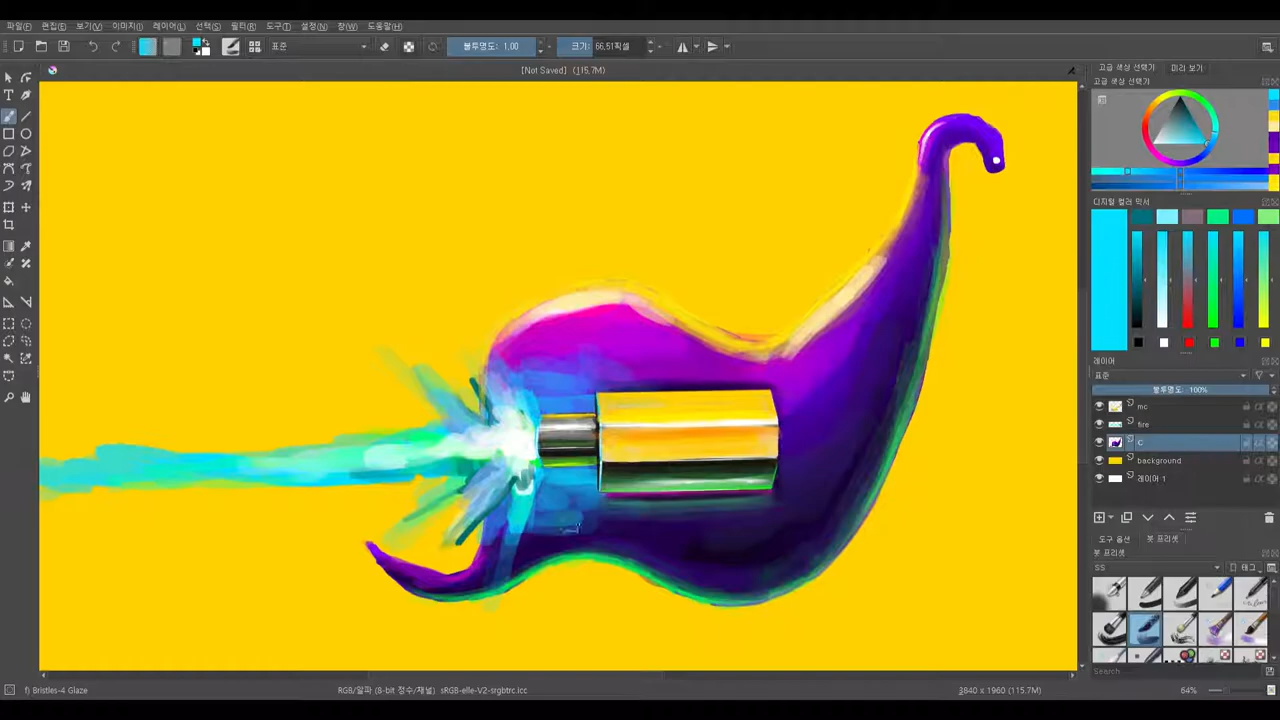 파일(F) 편집(E) 보기(V) 이미지(I) 레이어(L) 선택(S) 필터(R) 도구(T) 설정(N) 창(W) 도움말(H)
표준 불투명도: 1.00 크기: 66.51픽셀
[Not Saved] (115.7M)
고급 색상 선택기 미리 보기
고급 색상 선택기
디지털 컬러 믹서
레이어
표준
불투명도: 100%
mc
fire
C
background
레이어 1
도구 옵션 붓 프리셋
붓 프리셋
SS 태그
Search
f) Bristles-4 Glaze RGB/알파 (8-bit 정수/채널) sRGB-elle-V2-srgbtrc.icc 3840 x 1960 (115.7M) 64%